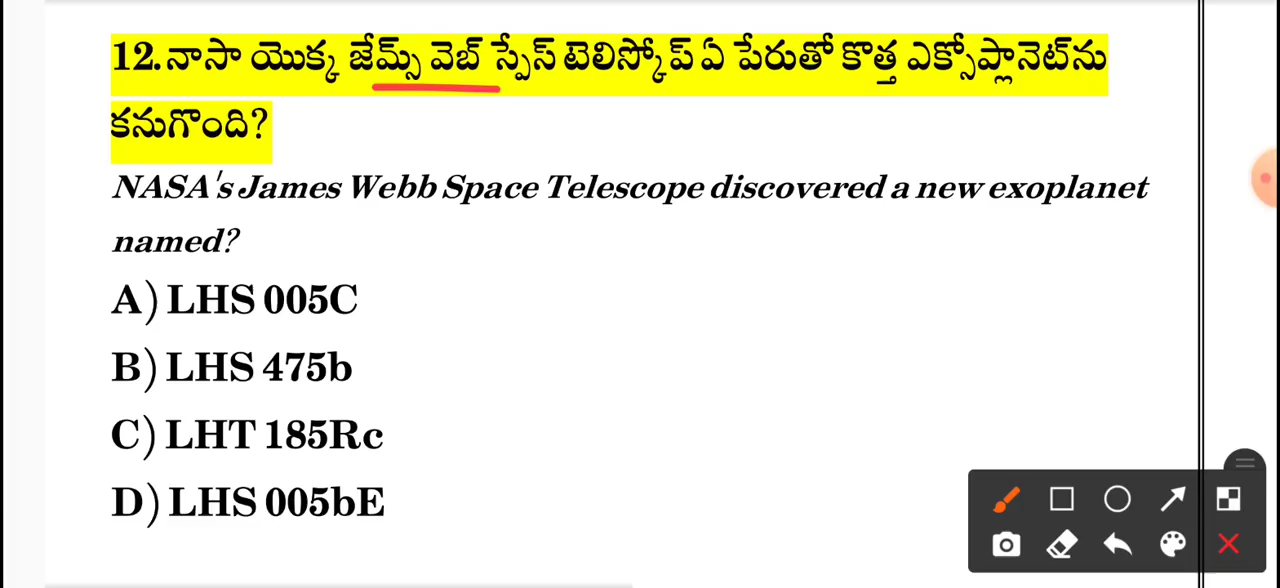 12.నాసా యొక్క జేమ్స్ వెబ్ స్పేస్ టెలిస్కోప్ ఏ పేరుతో కొత్త ఎక్సోప్లానెట్‌ను
కనుగొంది?
NASA's James Webb Space Telescope discovered a new exoplanet
named?
A) LHS 005C
B) LHS 475b
C) LHT 185Rc
D) LHS 005bE